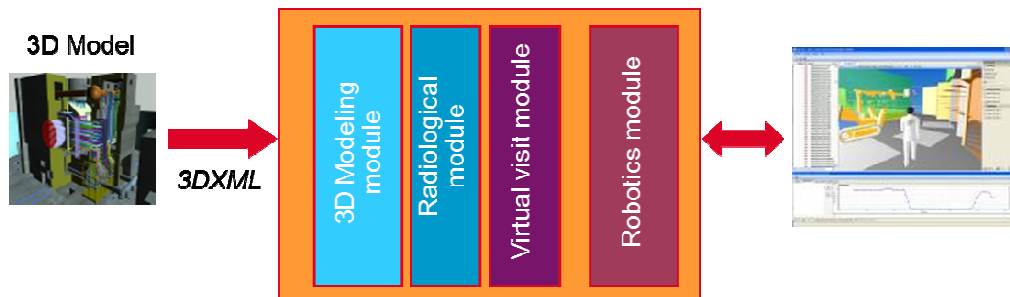 3D Model
3DXML
3D Modeling
module
Radiological
module
Virtual visit module
Robotics module